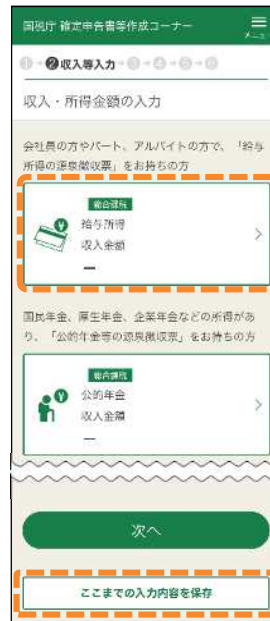 国税庁 確定申告書等作成コーナー
メニュー
❶-❷収入等入力-❸-❹-❺-❻
収入・所得金額の入力
会社員の方やパート、アルバイトの方で、「給与
所得の源泉徴収票」をお持ちの方
総合課税
給与所得
収入金額
ー
国民年金、厚生年金、企業年金などの所得があ
り、「公的年金等の源泉徴収票」をお持ちの方
総合課税
公的年金
収入金額
ー
次へ
ここまでの入力内容を保存